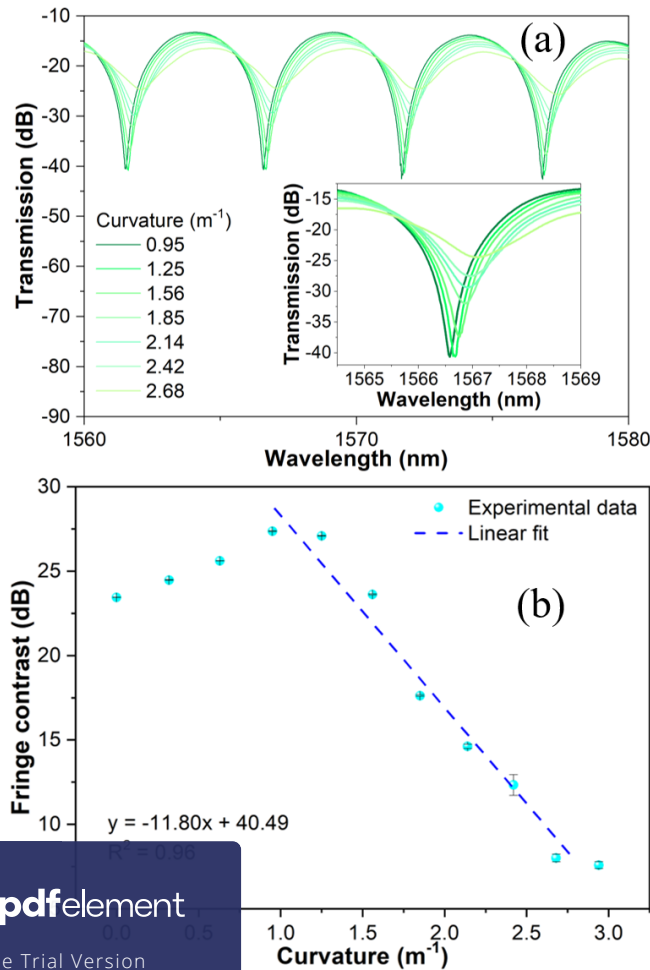 -10
(a)
-20
-30
-40
-50
-60
-70
-80
-90
Transmission (dB)
Curvature (m-1)
0.95
1.25
1.56
1.85
2.14
2.42
2.68
-15
-20
-25
-30
-35
-40
Transmission (dB)
1565 1566 1567 1568 1569
Wavelength (nm)
1560 1570 1580
Wavelength (nm)
30
25
20
15
10
Fringe contrast (dB)
Experimental data
Linear fit
(b)
y = -11.80x + 40.49
R2 = 0.96
pdfelement
e Trial Version
0.0 0.5 1.0 1.5 2.0 2.5 3.0
Curvature (m-1)